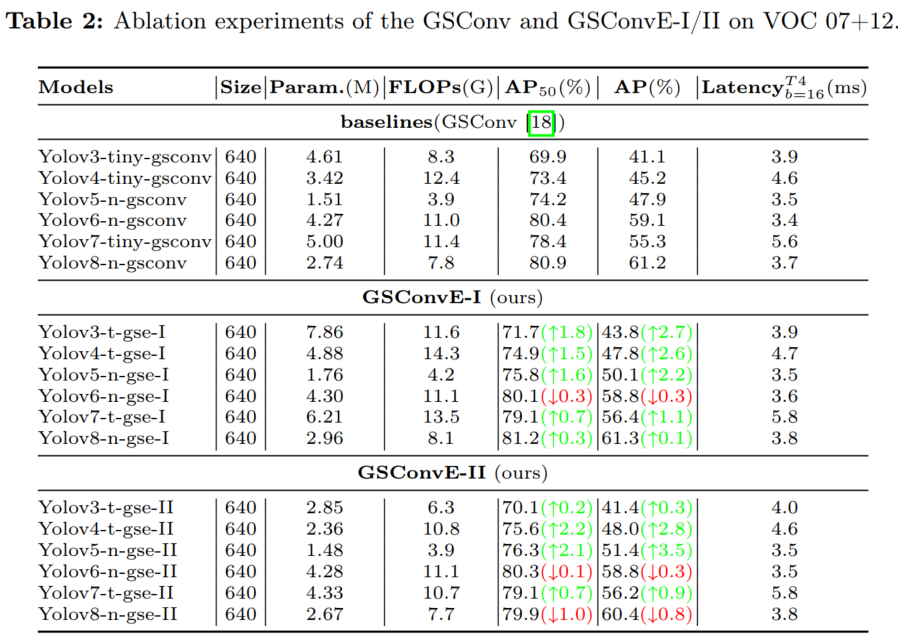 Table 2: Ablation experiments of the GSConv and GSConvE-I/II on VOC 07+12.
Models Size Param.(M) FLOPs(G) AP50(%) AP(%) Latency T4 b=16 (ms)
baselines(GSConv [18])
Yolov3-tiny-gsconv 640 4.61 8.3 69.9 41.1 3.9
Yolov4-tiny-gsconv 640 3.42 12.4 73.4 45.2 4.6
Yolov5-n-gsconv 640 1.51 3.9 74.2 47.9 3.5
Yolov6-n-gsconv 640 4.27 11.0 80.4 59.1 3.4
Yolov7-tiny-gsconv 640 5.00 11.4 78.4 55.3 5.6
Yolov8-n-gsconv 640 2.74 7.8 80.9 61.2 3.7
GSConvE-I (ours)
Yolov3-t-gse-I 640 7.86 11.6 71.7(↑1.8) 43.8(↑2.7) 3.9
Yolov4-t-gse-I 640 4.88 14.3 74.9(↑1.5) 47.8(↑2.6) 4.7
Yolov5-n-gse-I 640 1.76 4.2 75.8(↑1.6) 50.1(↑2.2) 3.5
Yolov6-n-gse-I 640 4.30 11.1 80.1(↓0.3) 58.8(↓0.3) 3.6
Yolov7-t-gse-I 640 6.21 13.5 79.1(↑0.7) 56.4(↑1.1) 5.8
Yolov8-n-gse-I 640 2.96 8.1 81.2(↑0.3) 61.3(↑0.1) 3.8
GSConvE-II (ours)
Yolov3-t-gse-II 640 2.85 6.3 70.1(↑0.2) 41.4(↑0.3) 4.0
Yolov4-t-gse-II 640 2.36 10.8 75.6(↑2.2) 48.0(↑2.8) 4.6
Yolov5-n-gse-II 640 1.48 3.9 76.3(↑2.1) 51.4(↑3.5) 3.5
Yolov6-n-gse-II 640 4.28 11.1 80.3(↓0.1) 58.8(↓0.3) 3.5
Yolov7-t-gse-II 640 4.33 10.7 79.1(↑0.7) 56.2(↑0.9) 5.8
Yolov8-n-gse-II 640 2.67 7.7 79.9(↓1.0) 60.4(↓0.8) 3.8